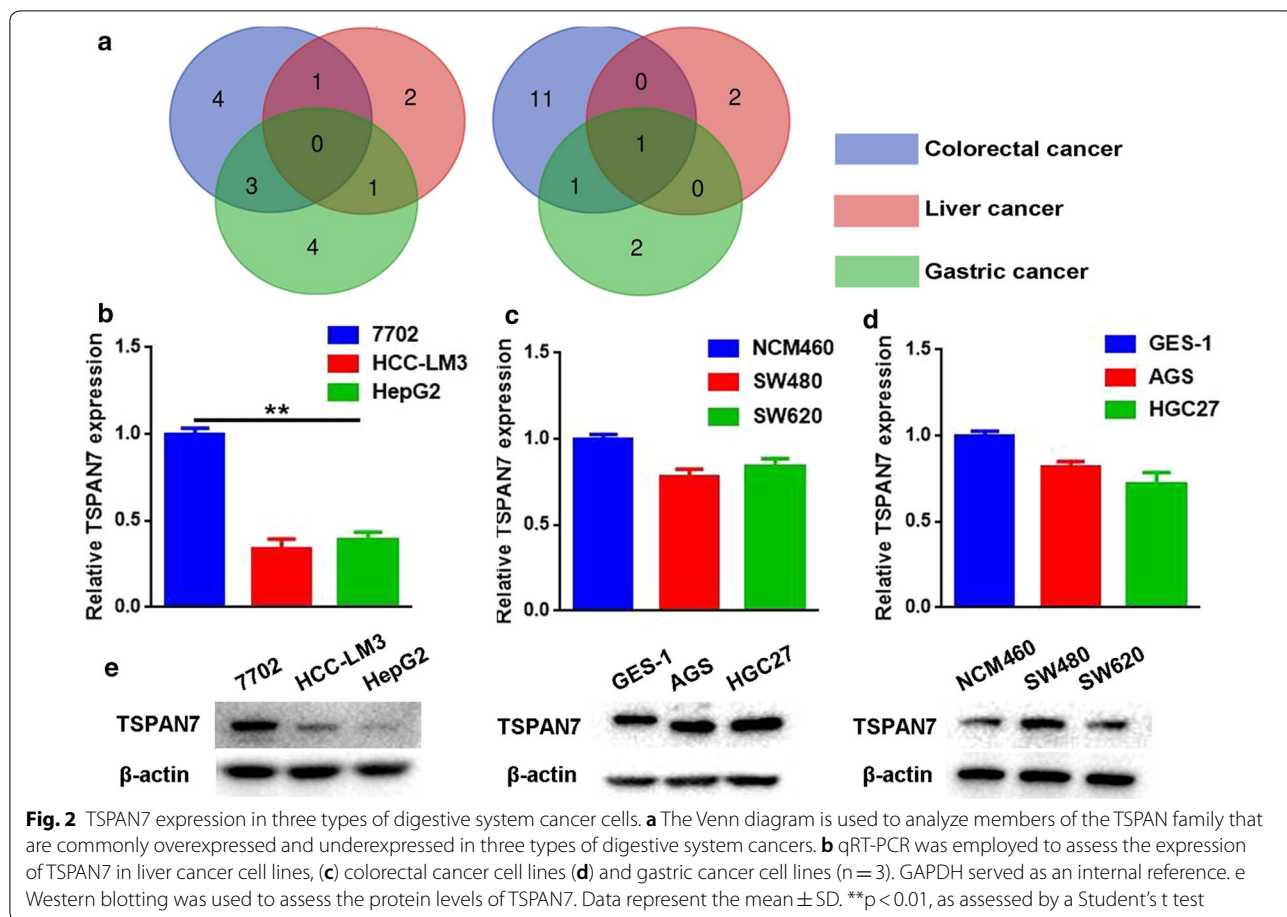 a
1
4
2
0
3
1
4
0
11
2
1
1
0
2
Colorectal cancer
Liver cancer
Gastric cancer
b
7702
HCC-LM3
HepG2
Relative TSPAN7 expression
1.5
1.0
0.5
0.0
**
c
NCM460
SW480
SW620
Relative TSPAN7 expression
1.5
1.0
0.5
0.0
d
GES-1
AGS
HGC27
Relative TSPAN7 expression
1.5
1.0
0.5
0.0
e
7702 HCC-LM3 HepG2
TSPAN7
β-actin
GES-1 AGS HGC27
TSPAN7
β-actin
NCM460 SW480 SW620
TSPAN7
β-actin
Fig. 2 TSPAN7 expression in three types of digestive system cancer cells. a The Venn diagram is used to analyze members of the TSPAN family that
are commonly overexpressed and underexpressed in three types of digestive system cancers. b qRT-PCR was employed to assess the expression
of TSPAN7 in liver cancer cell lines, (c) colorectal cancer cell lines (d) and gastric cancer cell lines (n = 3). GAPDH served as an internal reference. e
Western blotting was used to assess the protein levels of TSPAN7. Data represent the mean ± SD. **p < 0.01, as assessed by a Student's t test